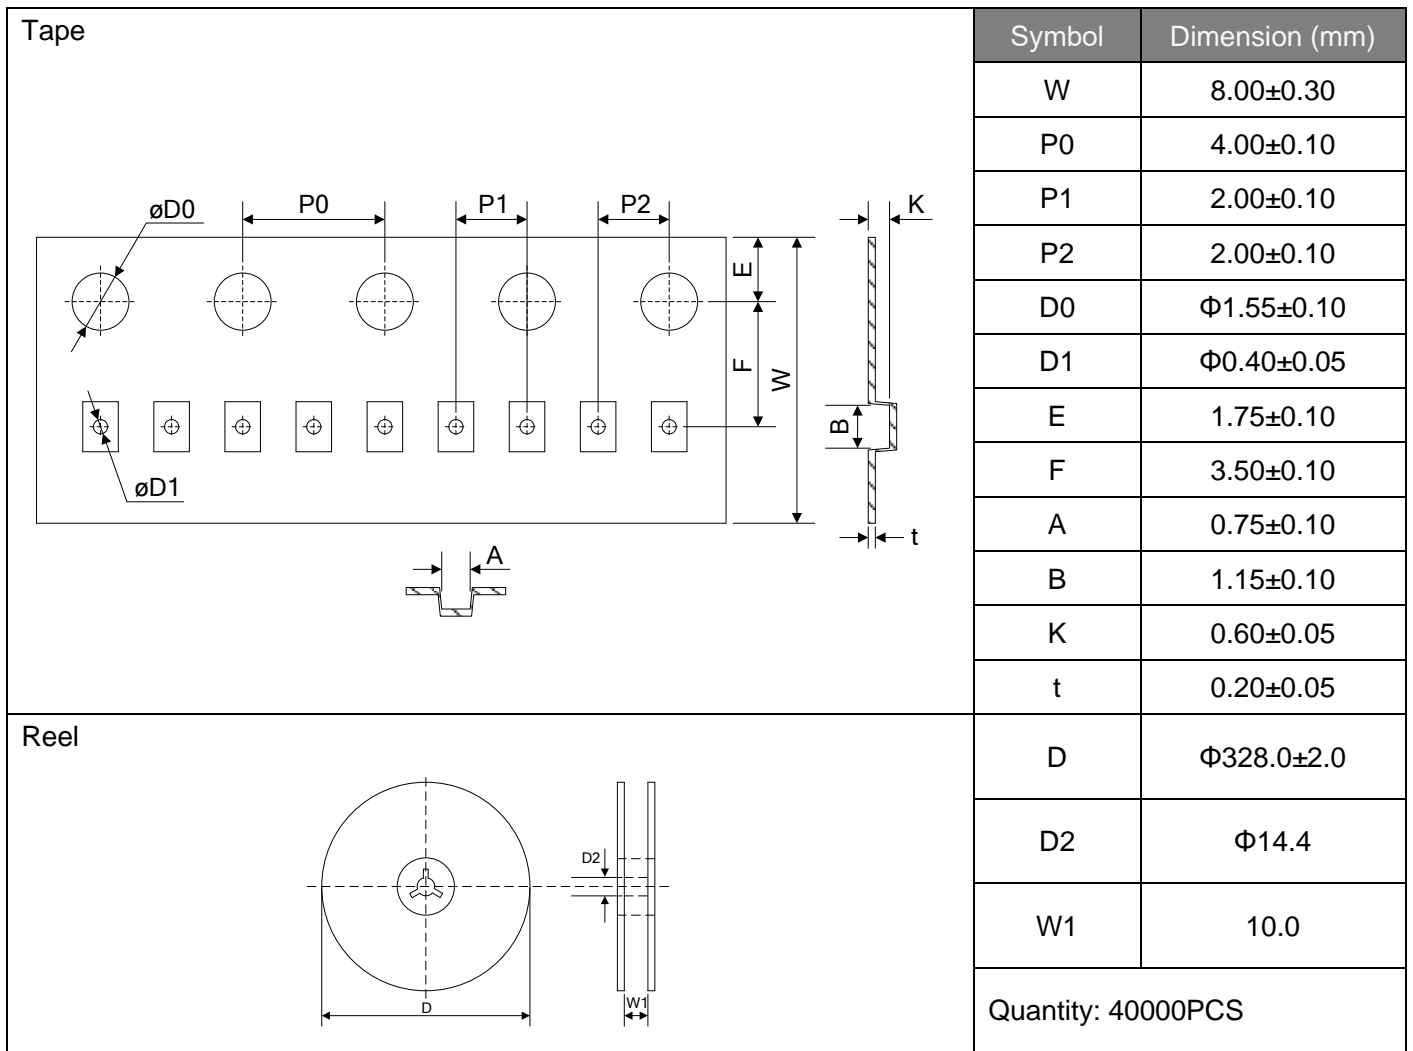 Tape
øD0
P0
P1
P2
K
E
F
W
B
øD1
t
A
Symbol Dimension (mm)
W 8.00±0.30
P0 4.00±0.10
P1 2.00±0.10
P2 2.00±0.10
D0 Φ1.55±0.10
D1 Φ0.40±0.05
E 1.75±0.10
F 3.50±0.10
A 0.75±0.10
B 1.15±0.10
K 0.60±0.05
t 0.20±0.05
Reel
D2
D
W1
D Φ328.0±2.0
D2 Φ14.4
W1 10.0
Quantity: 40000PCS